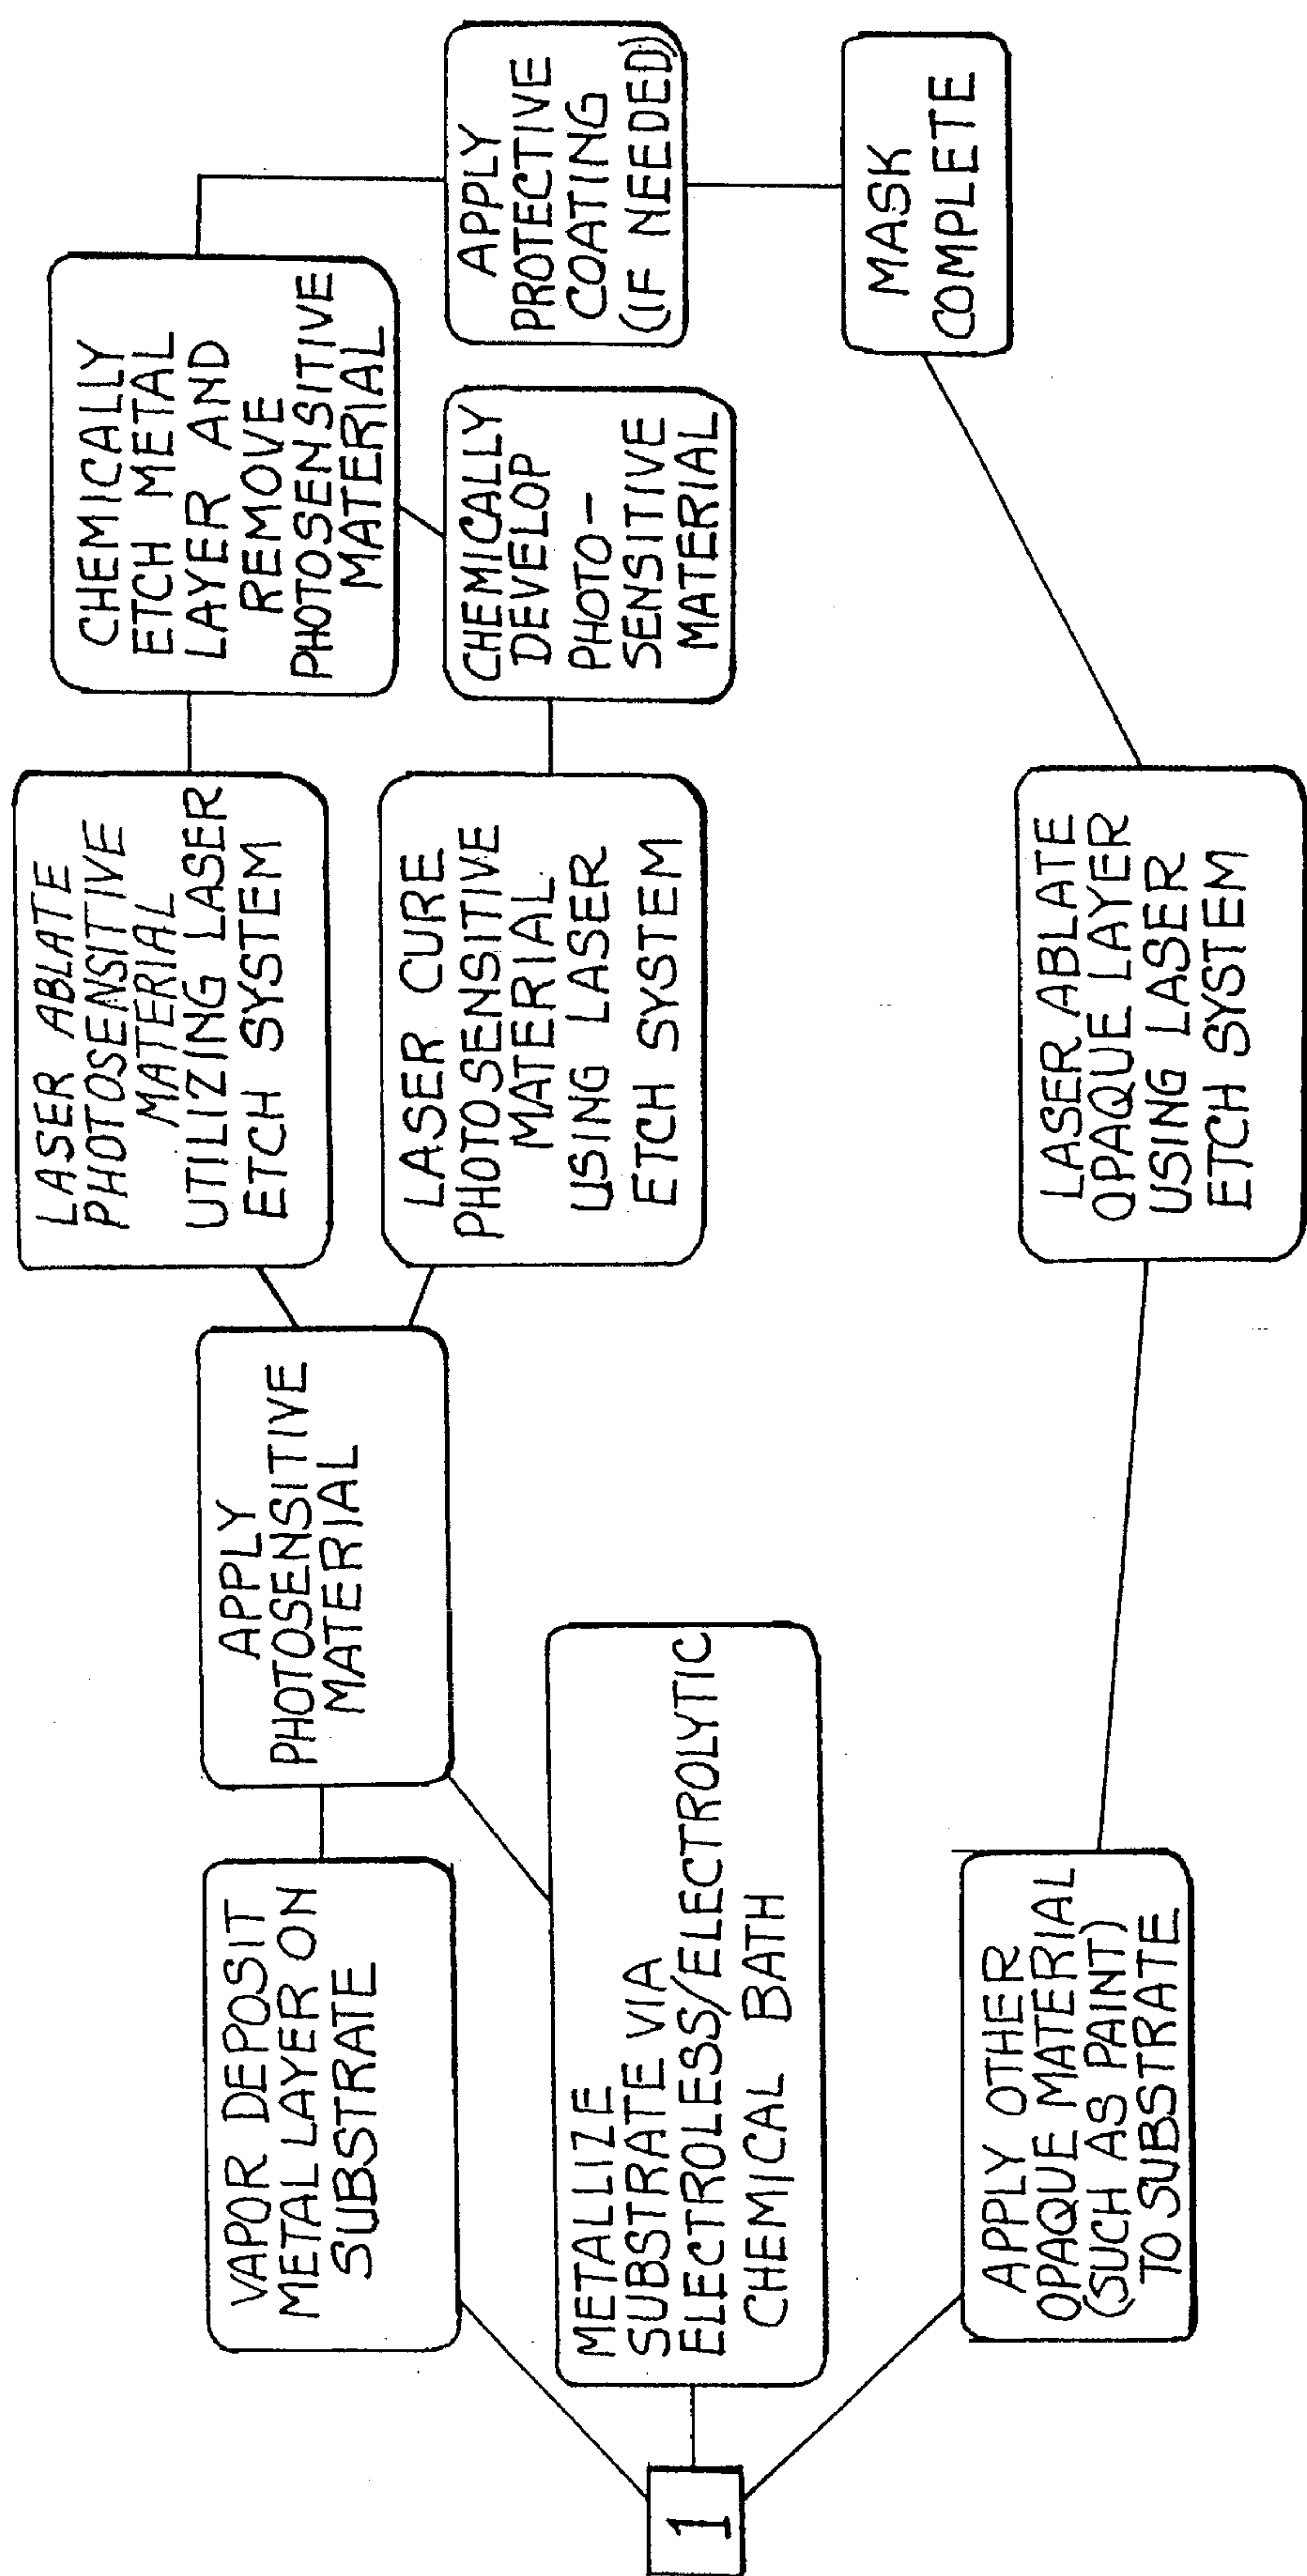 1
VAPOR DEPOSIT
METAL LAYER ON
SUBSTRATE
METALLIZE
SUBSTRATE VIA
ELECTROLESS/ELECTROLYTIC
CHEMICAL BATH
APPLY OTHER
OPAQUE MATERIAL
(SUCH AS PAINT)
TO SUBSTRATE
APPLY
PHOTOSENSITIVE
MATERIAL
LASER ABLATE
PHOTOSENSITIVE
MATERIAL
UTILIZING LASER
ETCH SYSTEM
LASER CURE
PHOTOSENSITIVE
MATERIAL
USING LASER
ETCH SYSTEM
LASER ABLATE
OPAQUE LAYER
USING LASER
ETCH SYSTEM
CHEMICALLY
ETCH METAL
LAYER AND
REMOVE
PHOTOSENSITIVE
MATERIAL
CHEMICALLY
DEVELOP
PHOTO-
SENSITIVE
MATERIAL
APPLY
PROTECTIVE
COATING
(IF NEEDED)
MASK
COMPLETE